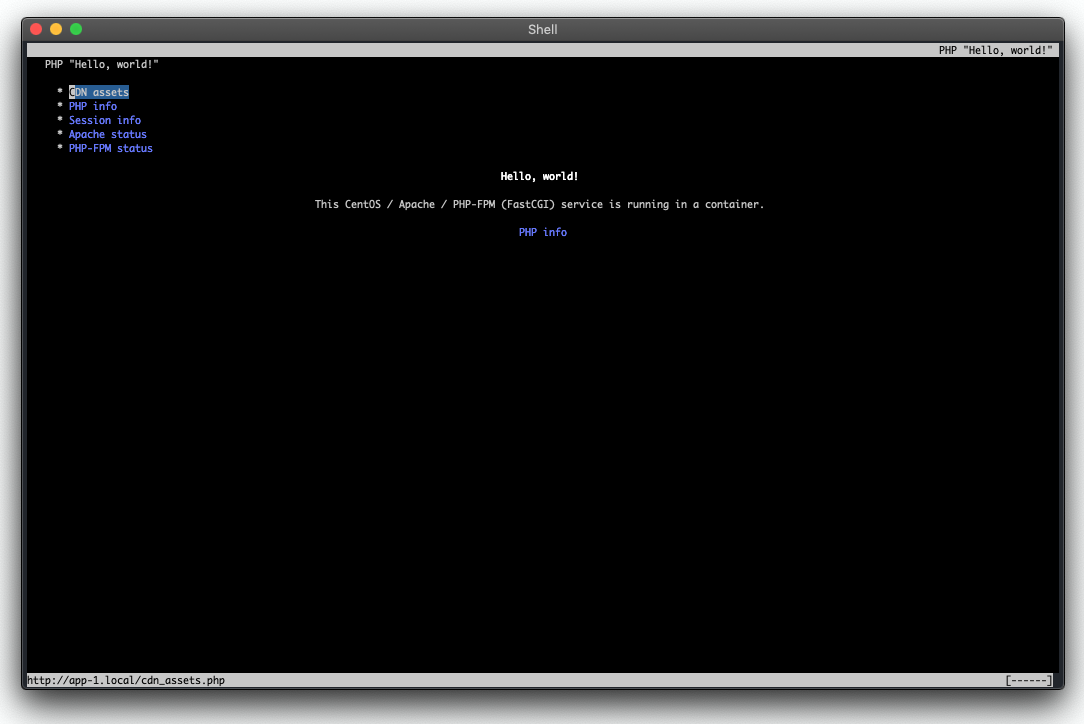 Shell
PHP "Hello, world!"
PHP "Hello, world!"
* CDN assets
* PHP info
* Session info
* Apache status
* PHP-FPM status
Hello, world!
This CentOS / Apache / PHP-FPM (FastCGI) service is running in a container.
PHP info
http://app-1.local/cdn_assets.php [------]